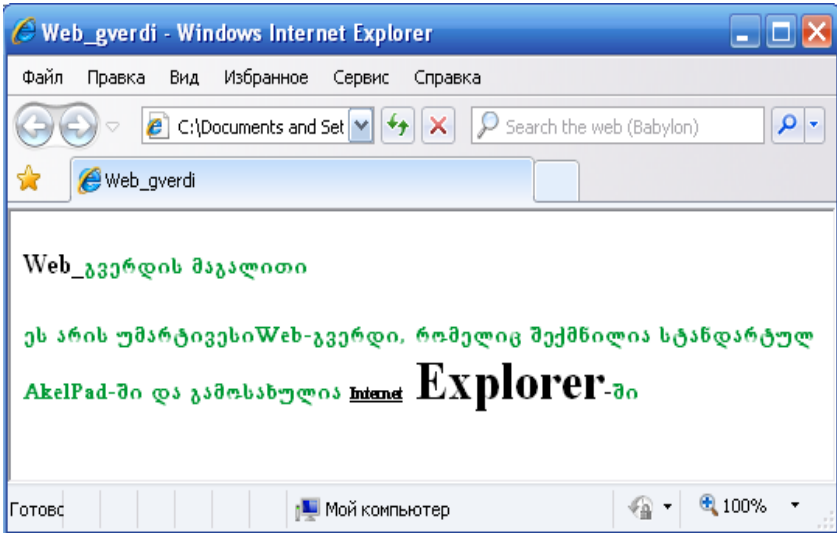 Web_gverdi - Windows Internet Explorer
Файл Правка Вид Избранное Сервис Справка
C:\Documents and Set Search the web (Babylon)
Web_gverdi
Web_გვერდის მაგალითი
ეს არის უმარტივესიWeb-გვერდი, რომელიც შექმნილია სტანდარტულ
AkelPad-ში და გამოსახულია Internet Explorer-ში
Готовс Мой компьютер 100%